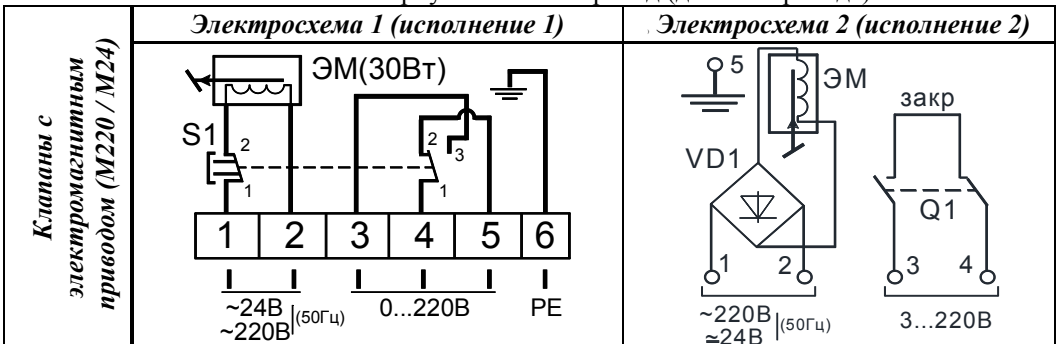 Электросхема 1 (исполнение 1)
Электросхема 2 (исполнение 2)
Клапаны с
электромагнитным
приводом (М220 / М24)
ЭМ(30Вт)
S1
2
1
2
3
1
1 2 3 4 5 6
~24В
~220В
(50Гц)
0...220В
PE
5
ЭМ
закр
VD1
Q1
1
2
3
4
~220В
≃24В
(50Гц)
3...220В